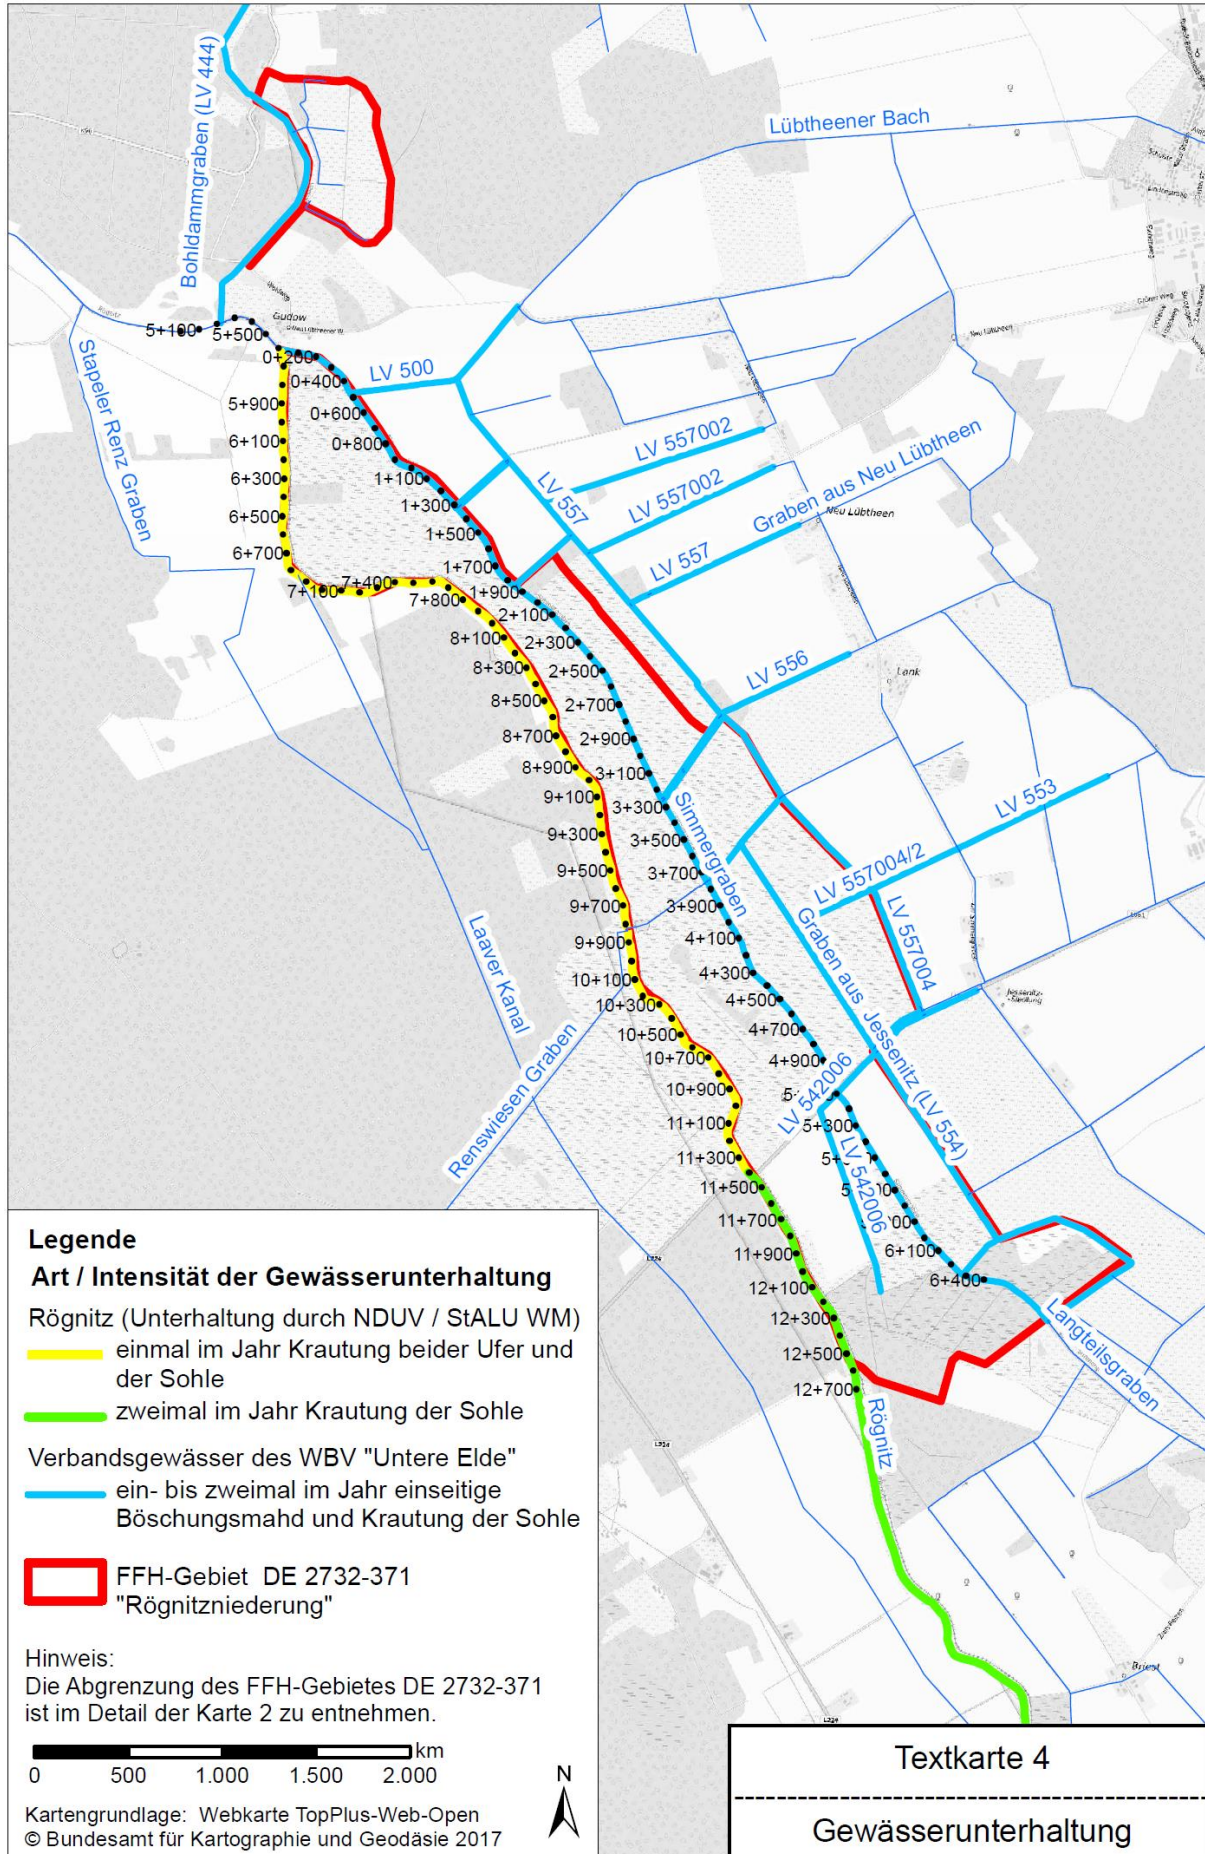 Bohldammgraben (LV 444)
K90
Lübtheener Bach
Gudow
5+100
5+500
0+200
0+400
LV 500
0+600
0+800
5+900
6+100
6+300
6+500
6+700
Stapeler Renz Graben
1+100
1+300
1+500
1+700
1+900
LV 557002
LV 557
LV 557002
LV 557
Graben aus Neu Lübtheen
Neu Lübtheen
Neu Lübtheen
Neu Lübtheen
Grüner Weg
7+100
7+400
7+800
8+100
8+300
8+500
8+700
8+900
9+100
9+300
9+500
9+700
9+900
10+100
10+300
10+500
10+700
10+900
11+100
11+300
11+500
11+700
11+900
12+100
12+300
12+500
12+700
2+100
2+300
2+500
2+700
2+900
3+100
3+300
3+500
3+700
3+900
4+100
4+300
4+500
4+700
4+900
5+300
6+100
6+400
LV 556
Lank
Simmergraben
LV 553
LV 557004/2
LV 557004
Graben aus Jessenitz (LV 554)
Jessenitz-
Siedlung
LV 542006
LV 542006
Laaver Kanal
Renswiesen Graben
Langteilsgraben
Rögnitz
Briest
L224
Legende
Art / Intensität der Gewässerunterhaltung
Rögnitz (Unterhaltung durch NDUV / StALU WM)
einmal im Jahr Krautung beider Ufer und
der Sohle
zweimal im Jahr Krautung der Sohle
Verbandsgewässer des WBV "Untere Elde"
ein- bis zweimal im Jahr einseitige
Böschungsmahd und Krautung der Sohle
FFH-Gebiet DE 2732-371
"Rögnitzniederung"
Hinweis:
Die Abgrenzung des FFH-Gebietes DE 2732-371
ist im Detail der Karte 2 zu entnehmen.
km
0 500 1.000 1.500 2.000
N
Kartengrundlage: Webkarte TopPlus-Web-Open
© Bundesamt für Kartographie und Geodäsie 2017
Textkarte 4
Gewässerunterhaltung